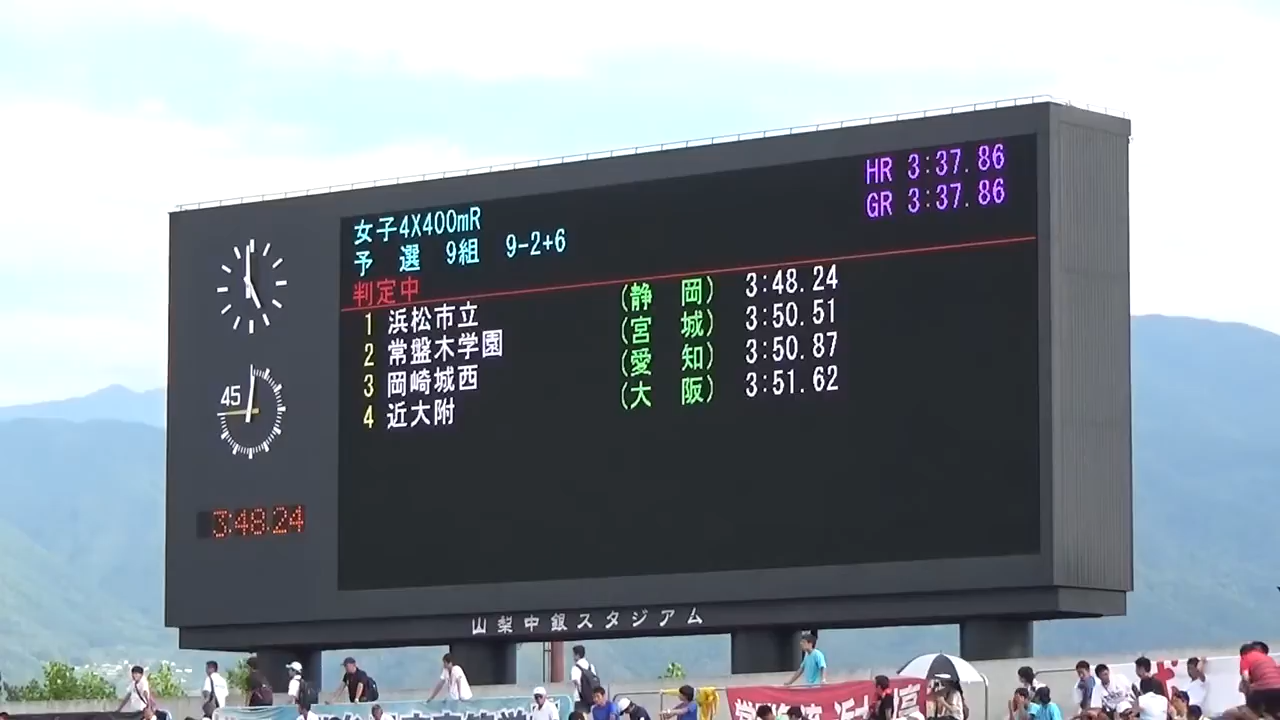 HR 3:37.86
GR 3:37.86
女子4X400mR
予 選 9組 9-2+6
判定中
1 浜松市立 (静 岡) 3:48.24
2 常盤木学園 (宮 城) 3:50.51
3 岡崎城西 (愛 知) 3:50.87
4 近大附 (大 阪) 3:51.62
45
3:48.24
山梨中銀スタジアム